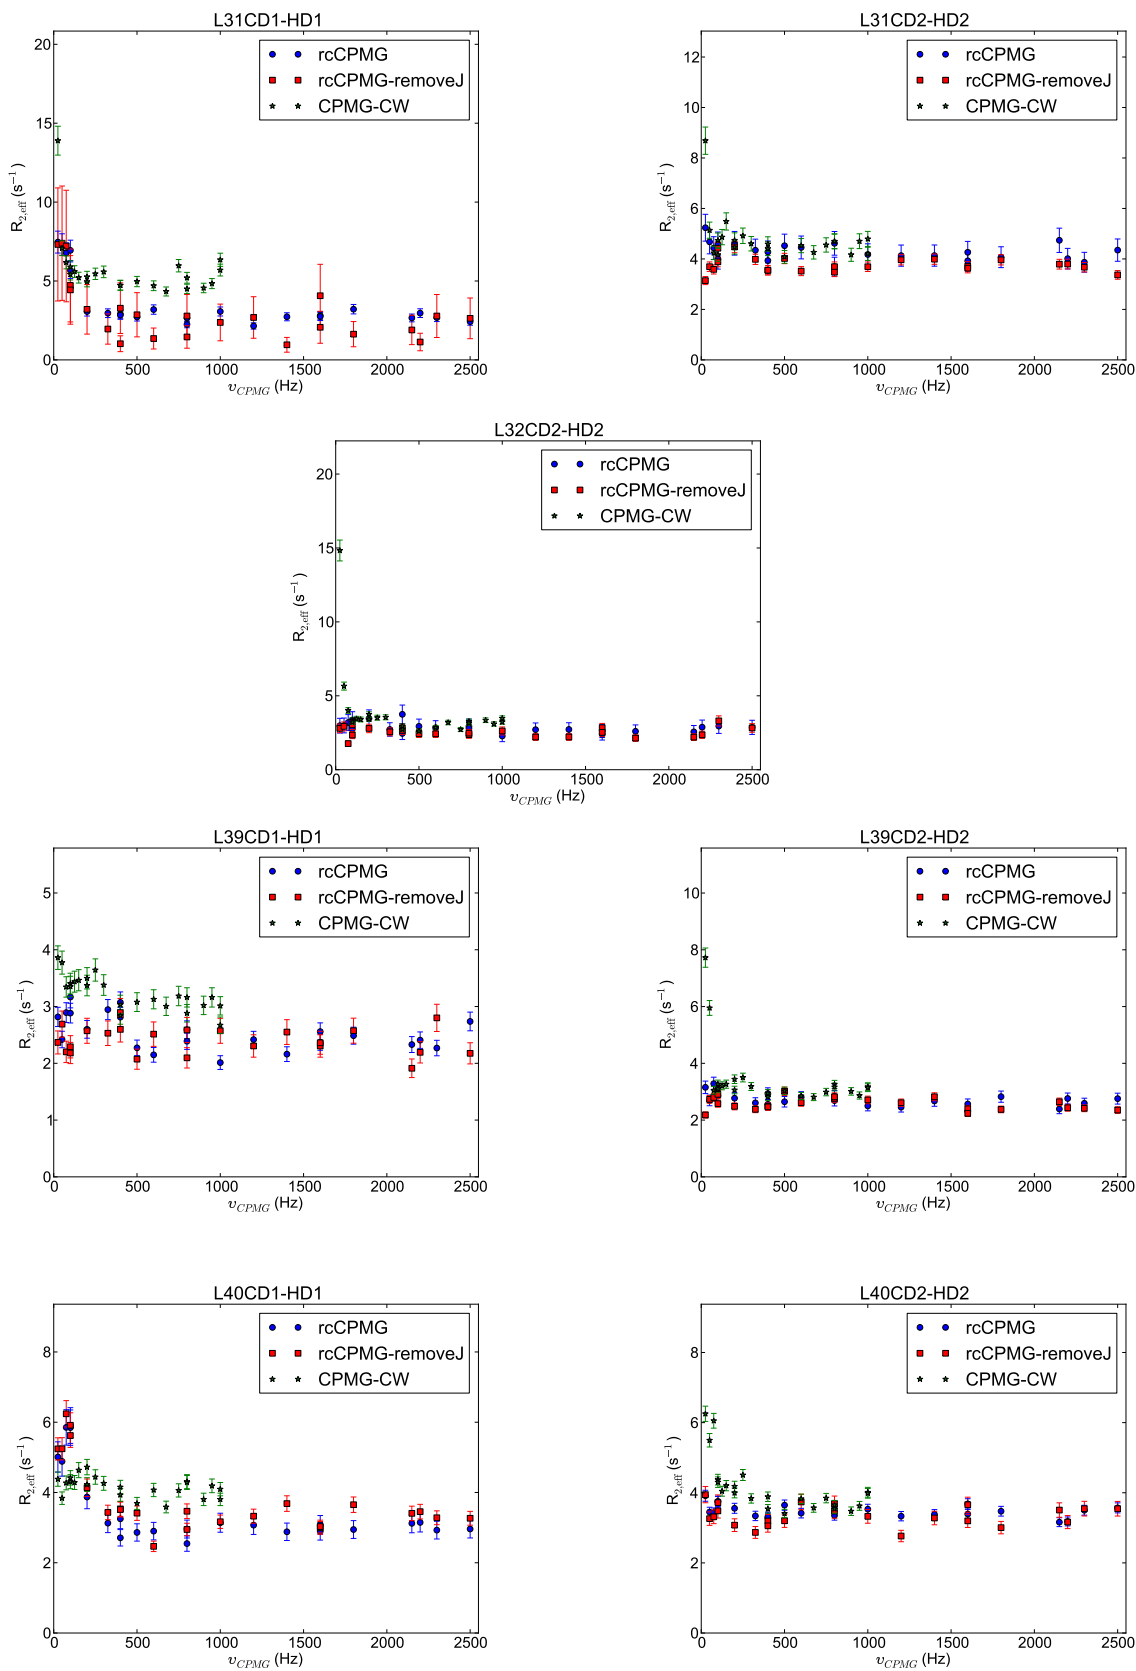 L31CD1-HD1
20
15
10
5
0
R2,eff (s−1)
rcCPMG
rcCPMG-removeJ
CPMG-CW
0 500 1000 1500 2000 2500
υCPMG (Hz)
L31CD2-HD2
12
10
8
6
4
2
0
R2,eff (s−1)
rcCPMG
rcCPMG-removeJ
CPMG-CW
0 500 1000 1500 2000 2500
υCPMG (Hz)
L32CD2-HD2
20
15
10
5
0
R2,eff (s−1)
rcCPMG
rcCPMG-removeJ
CPMG-CW
0 500 1000 1500 2000 2500
υCPMG (Hz)
L39CD1-HD1
5
4
3
2
1
0
R2,eff (s−1)
rcCPMG
rcCPMG-removeJ
CPMG-CW
0 500 1000 1500 2000 2500
υCPMG (Hz)
L39CD2-HD2
10
8
6
4
2
0
R2,eff (s−1)
rcCPMG
rcCPMG-removeJ
CPMG-CW
0 500 1000 1500 2000 2500
υCPMG (Hz)
L40CD1-HD1
8
6
4
2
0
R2,eff (s−1)
rcCPMG
rcCPMG-removeJ
CPMG-CW
0 500 1000 1500 2000 2500
υCPMG (Hz)
L40CD2-HD2
8
6
4
2
0
R2,eff (s−1)
rcCPMG
rcCPMG-removeJ
CPMG-CW
0 500 1000 1500 2000 2500
υCPMG (Hz)